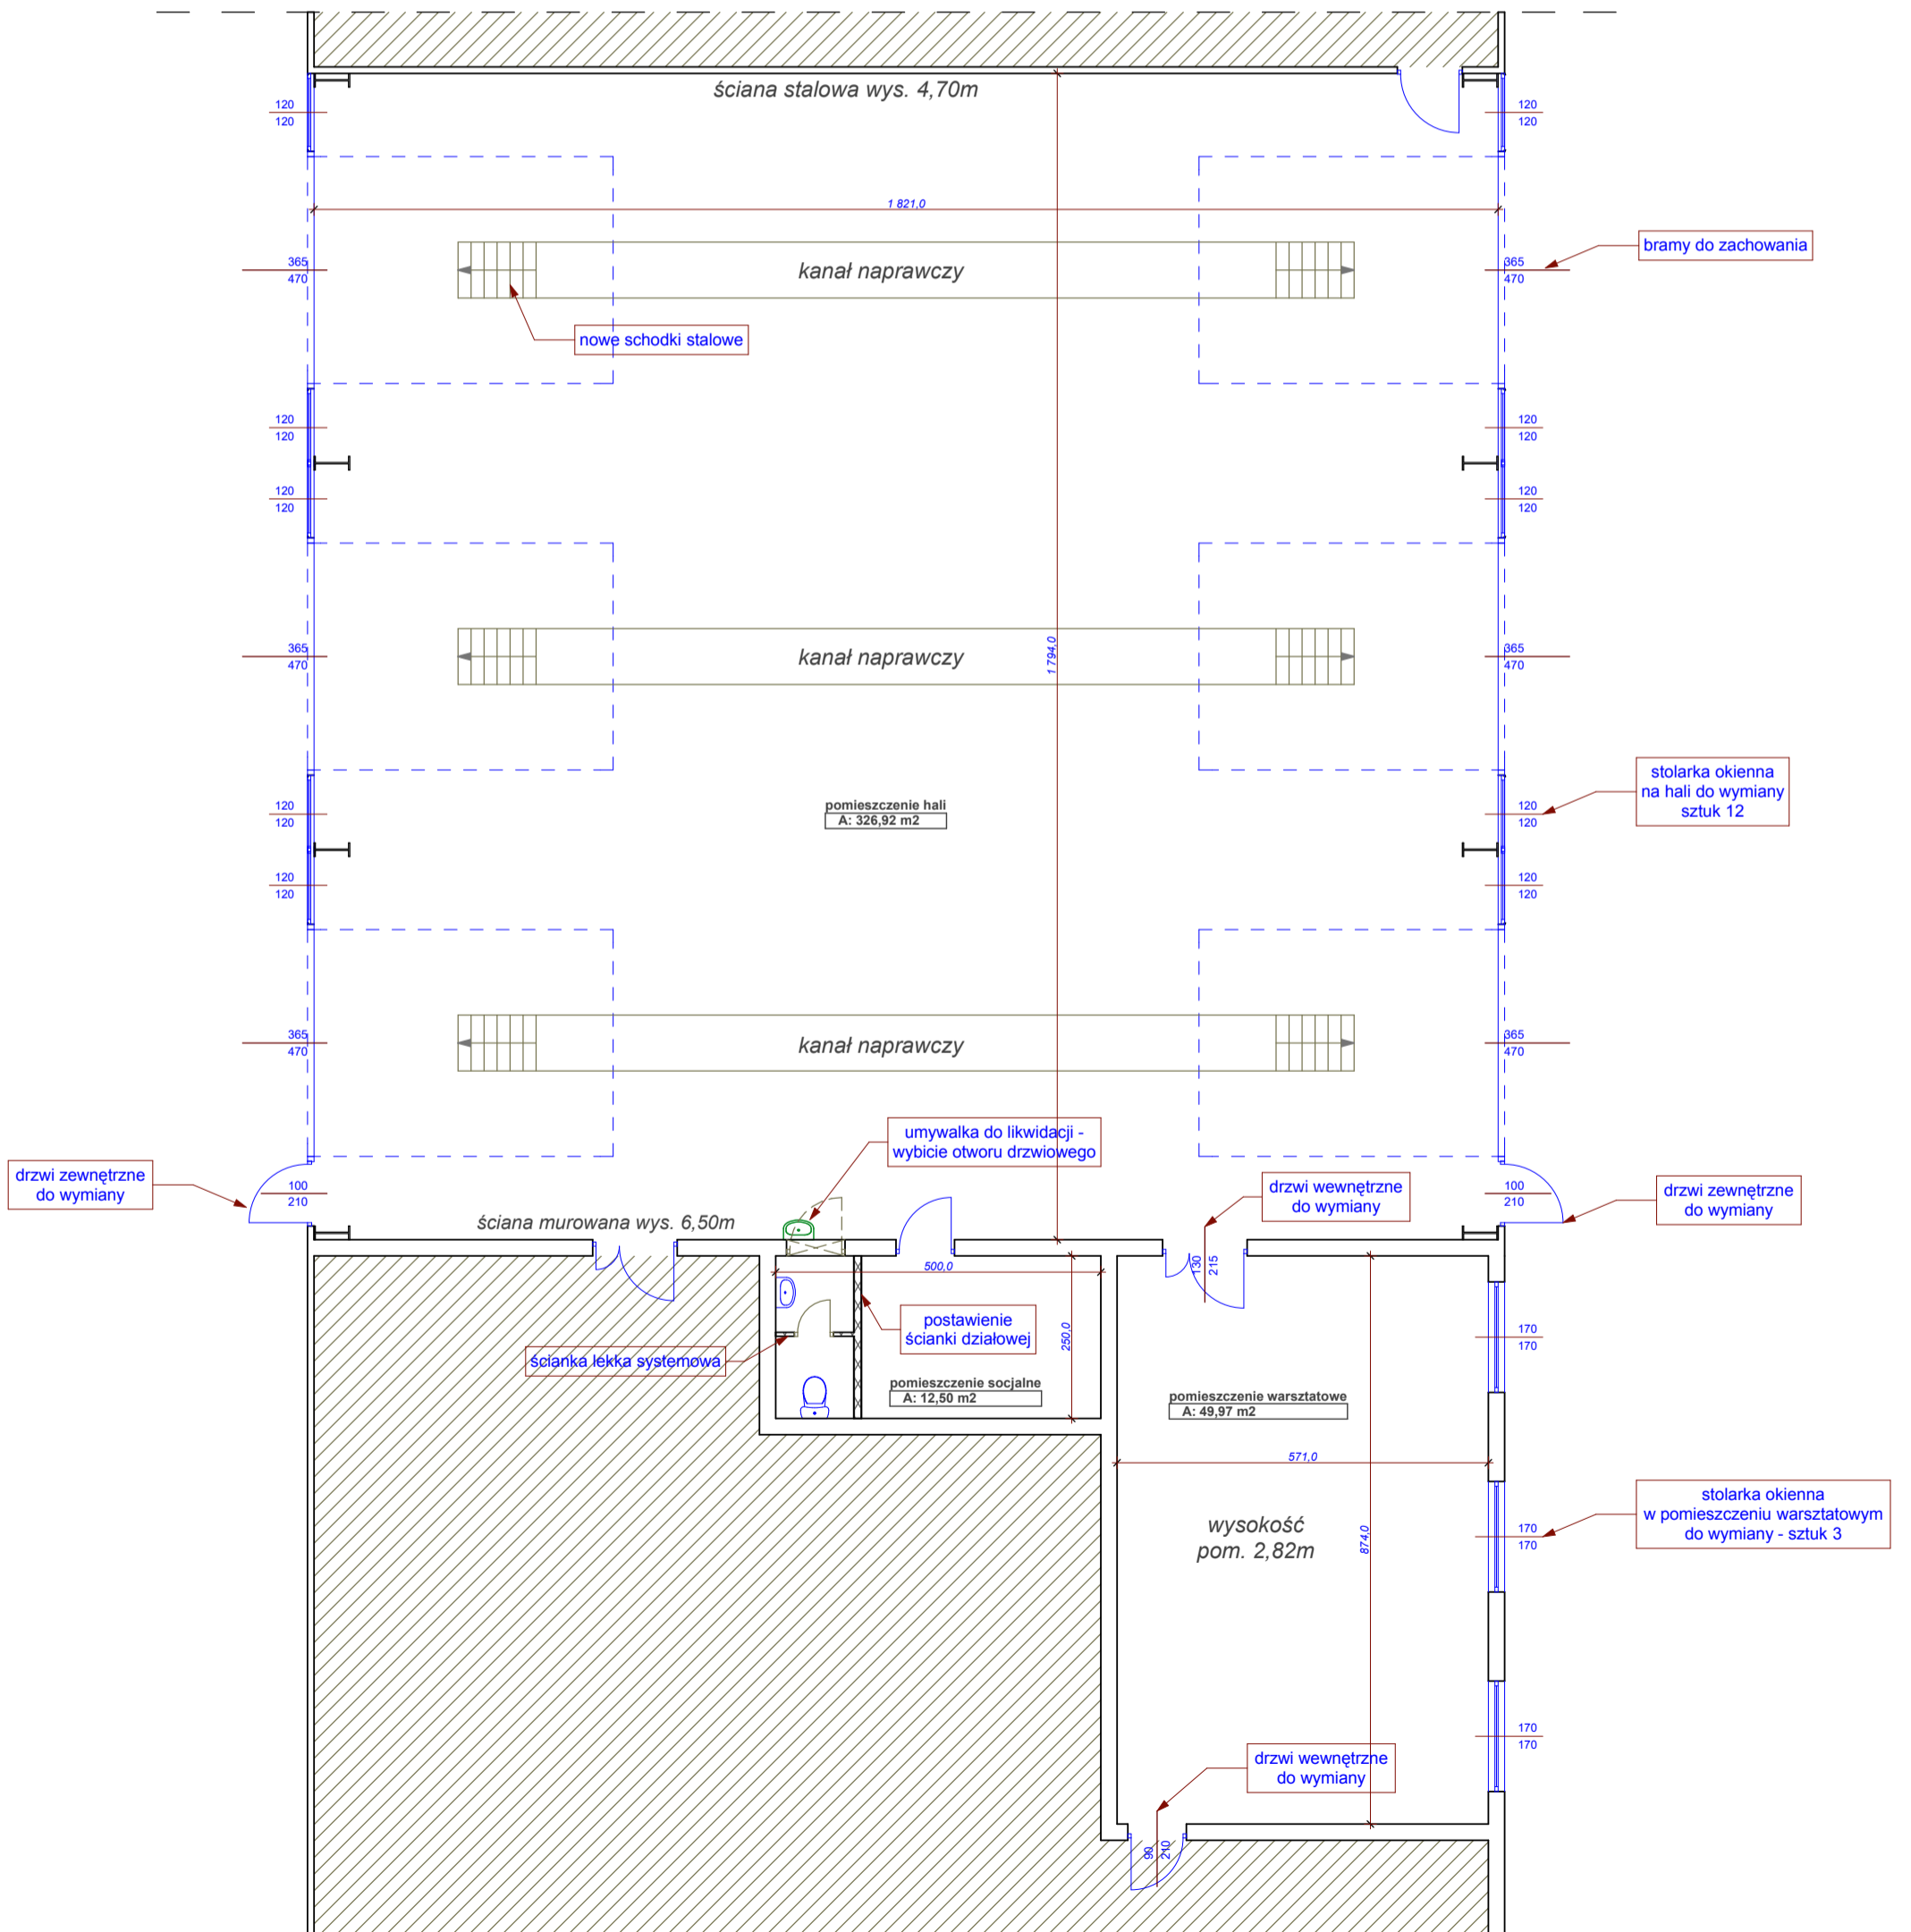 ściana stalowa wys. 4,70m
120
120
120
120
1 821,0
bramy do zachowania
365
470
kanał naprawczy
365
470
nowe schodki stalowe
120
120
120
120
120
120
120
120
365
470
kanał naprawczy
1 794,0
365
470
stolarka okienna
na hali do wymiany
sztuk 12
120
120
pomieszczenie hali
A: 326,92 m2
120
120
120
120
120
120
365
470
kanał naprawczy
365
470
umywalka do likwidacji -
wybicie otworu drzwiowego
drzwi zewnętrzne
do wymiany
100
210
drzwi wewnętrzne
do wymiany
100
210
drzwi zewnętrzne
do wymiany
ściana murowana wys. 6,50m
130
215
500,0
postawienie
ścianki działowej
250,0
170
170
ścianka lekka systemowa
pomieszczenie socjalne
A: 12,50 m2
pomieszczenie warsztatowe
A: 49,97 m2
571,0
stolarka okienna
w pomieszczeniu warsztatowym
do wymiany - sztuk 3
wysokość
pom. 2,82m
874,0
170
170
170
170
drzwi wewnętrzne
do wymiany
90
210